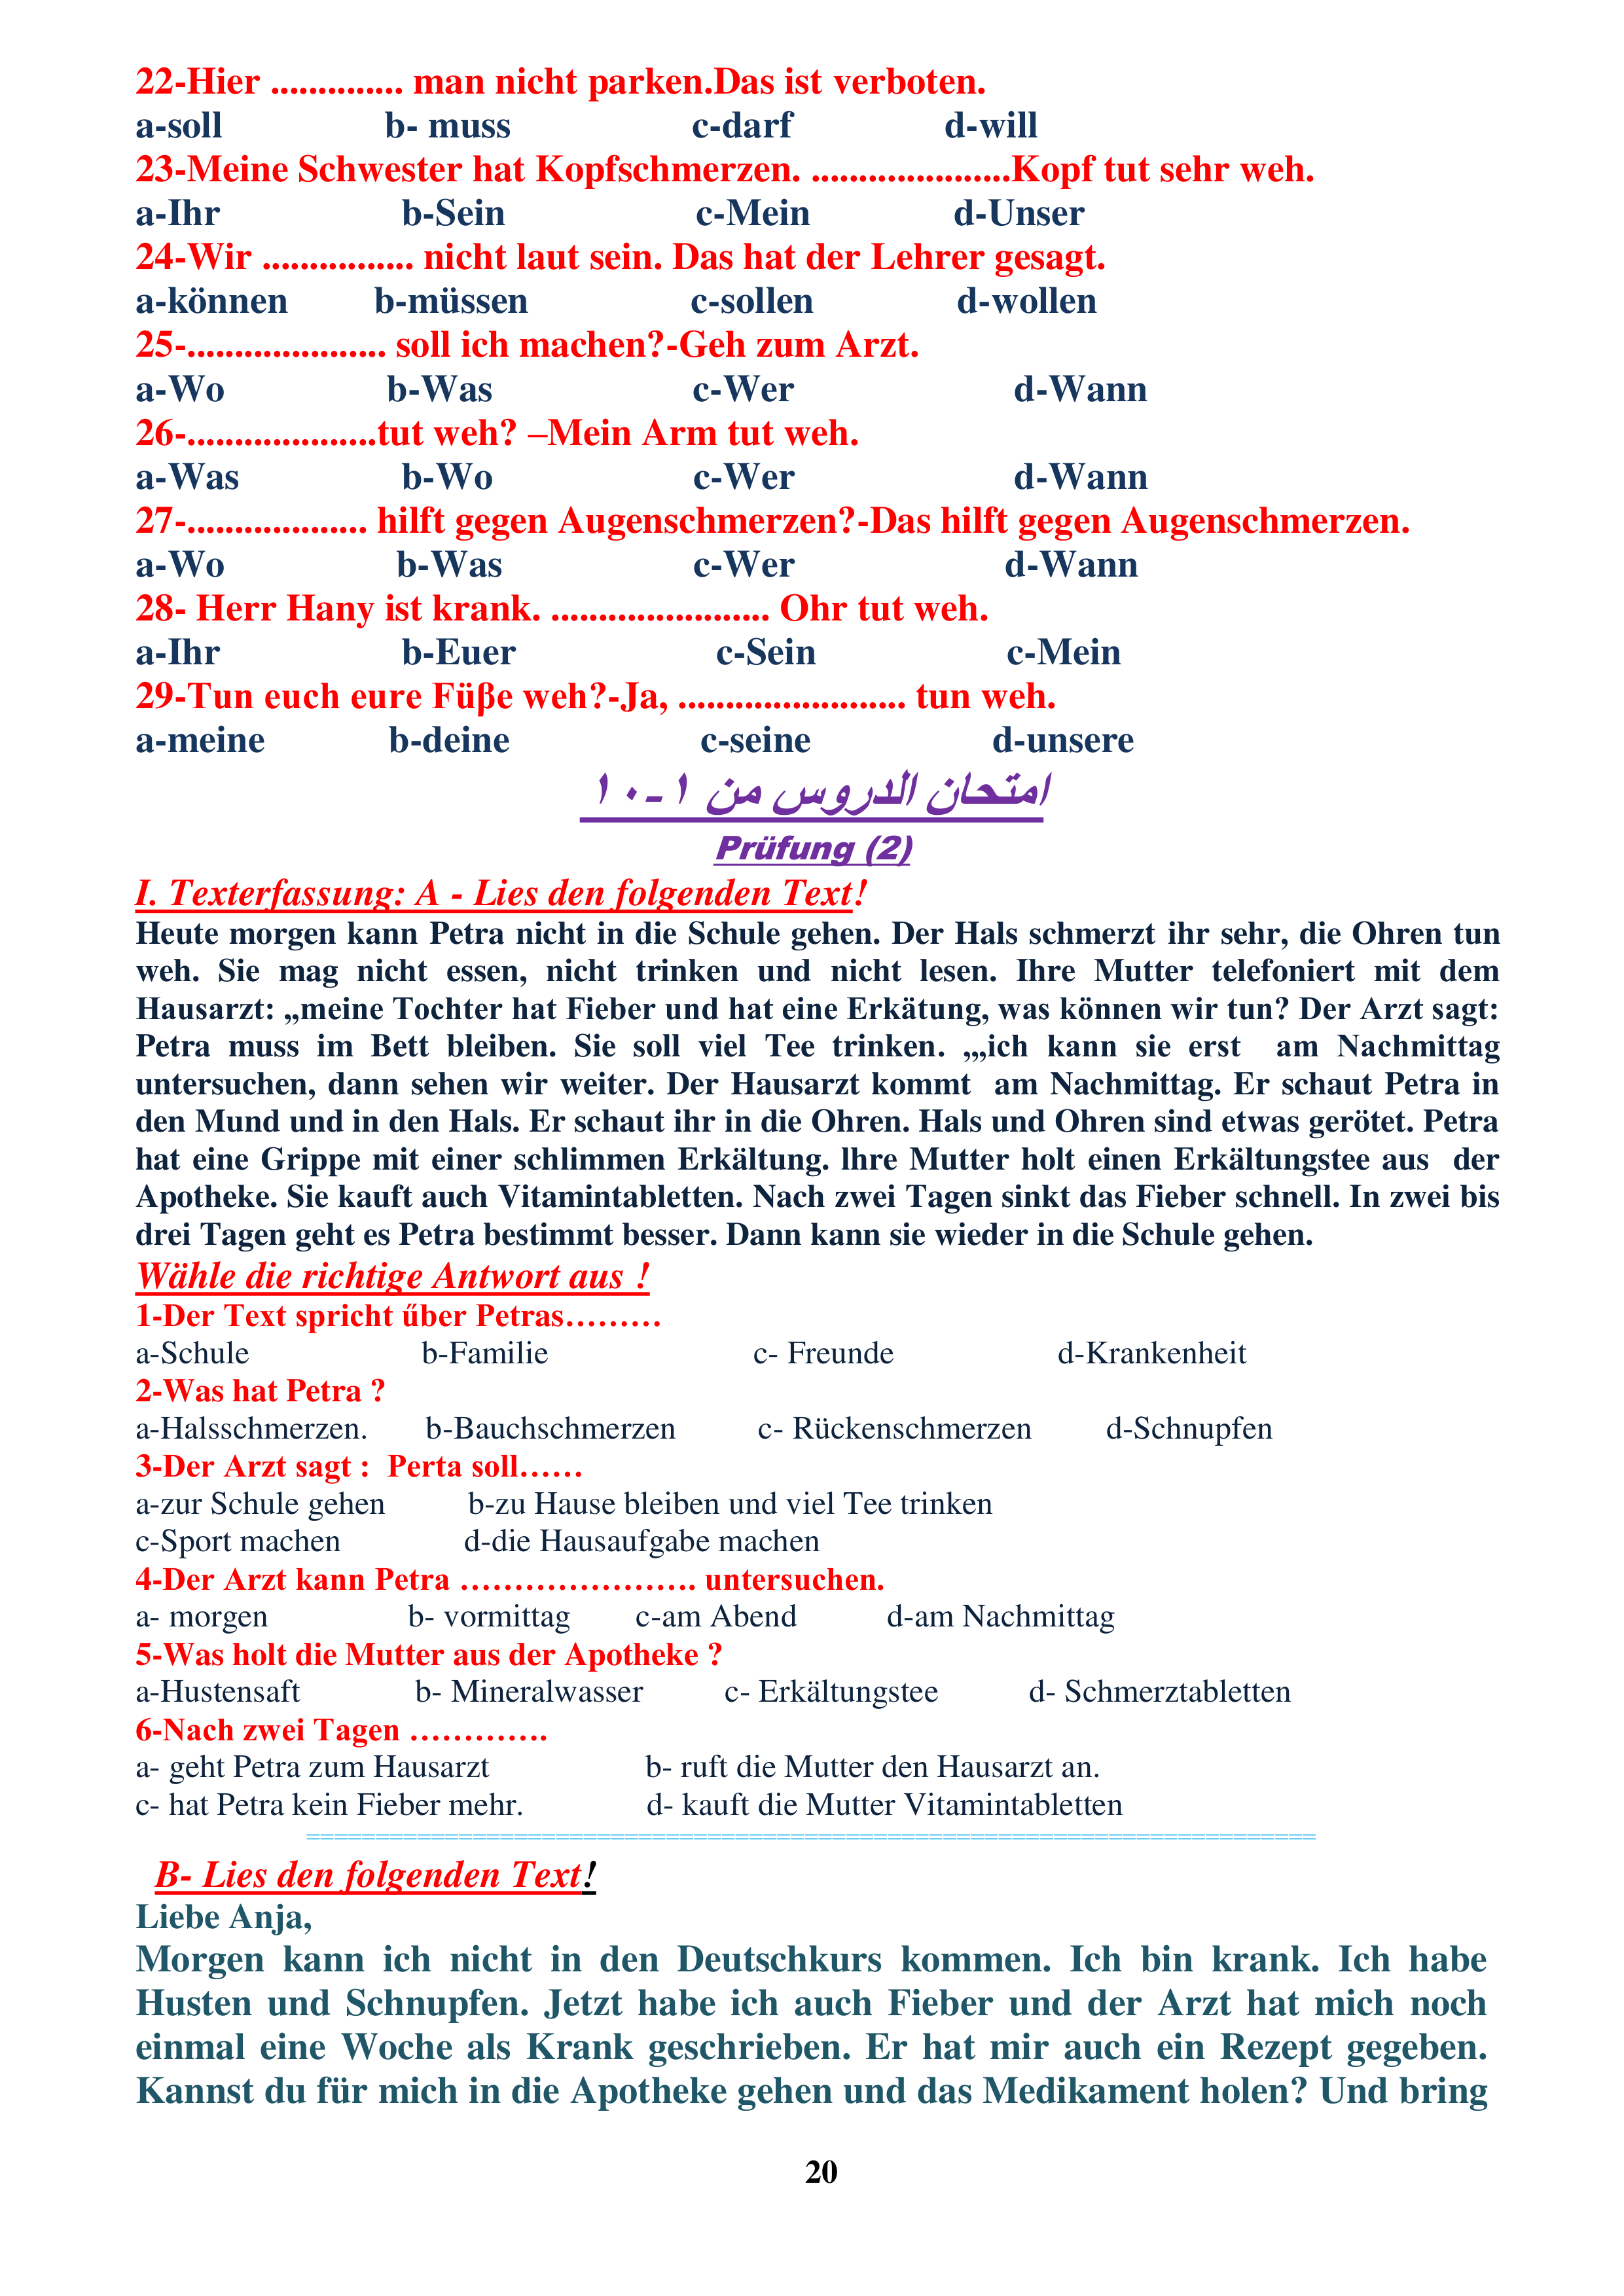 22-Hier .............. man nicht parken.Das ist verboten.
a-soll b- muss c-darf d-will
23-Meine Schwester hat Kopfschmerzen. .....................Kopf tut sehr weh.
a-Ihr b-Sein c-Mein d-Unser
24-Wir ................ nicht laut sein. Das hat der Lehrer gesagt.
a-können b-müssen c-sollen d-wollen
25-..................... soll ich machen?-Geh zum Arzt.
a-Wo b-Was c-Wer d-Wann
26-....................tut weh? –Mein Arm tut weh.
a-Was b-Wo c-Wer d-Wann
27-................... hilft gegen Augenschmerzen?-Das hilft gegen Augenschmerzen.
a-Wo b-Was c-Wer d-Wann
28- Herr Hany ist krank. ....................... Ohr tut weh.
a-Ihr b-Euer c-Sein c-Mein
29-Tun euch eure Füβe weh?-Ja, ........................ tun weh.
a-meine b-deine c-seine d-unsere
امتحان الدروس من ١-١٠
Prüfung (2)
I. Texterfassung: A - Lies den folgenden Text!
Heute morgen kann Petra nicht in die Schule gehen. Der Hals schmerzt ihr sehr, die Ohren tun
weh. Sie mag nicht essen, nicht trinken und nicht lesen. Ihre Mutter telefoniert mit dem
Hausarzt: „meine Tochter hat Fieber und hat eine Erkätung, was können wir tun? Der Arzt sagt:
Petra muss im Bett bleiben. Sie soll viel Tee trinken. „‚ich kann sie erst am Nachmittag
untersuchen, dann sehen wir weiter. Der Hausarzt kommt am Nachmittag. Er schaut Petra in
den Mund und in den Hals. Er schaut ihr in die Ohren. Hals und Ohren sind etwas gerötet. Petra
hat eine Grippe mit einer schlimmen Erkältung. lhre Mutter holt einen Erkältungstee aus der
Apotheke. Sie kauft auch Vitamintabletten. Nach zwei Tagen sinkt das Fieber schnell. In zwei bis
drei Tagen geht es Petra bestimmt besser. Dann kann sie wieder in die Schule gehen.
Wähle die richtige Antwort aus !
1-Der Text spricht űber Petras………
a-Schule b-Familie c- Freunde d-Krankenheit
2-Was hat Petra ?
a-Halsschmerzen. b-Bauchschmerzen c- Rückenschmerzen d-Schnupfen
3-Der Arzt sagt : Perta soll……
a-zur Schule gehen b-zu Hause bleiben und viel Tee trinken
c-Sport machen d-die Hausaufgabe machen
4-Der Arzt kann Petra …………………. untersuchen.
a- morgen b- vormittag c-am Abend d-am Nachmittag
5-Was holt die Mutter aus der Apotheke ?
a-Hustensaft b- Mineralwasser c- Erkältungstee d- Schmerztabletten
6-Nach zwei Tagen ………….
a- geht Petra zum Hausarzt b- ruft die Mutter den Hausarzt an.
c- hat Petra kein Fieber mehr. d- kauft die Mutter Vitamintabletten
=========================================================================
B- Lies den folgenden Text!
Liebe Anja,
Morgen kann ich nicht in den Deutschkurs kommen. Ich bin krank. Ich habe
Husten und Schnupfen. Jetzt habe ich auch Fieber und der Arzt hat mich noch
einmal eine Woche als Krank geschrieben. Er hat mir auch ein Rezept gegeben.
Kannst du für mich in die Apotheke gehen und das Medikament holen? Und bring
20